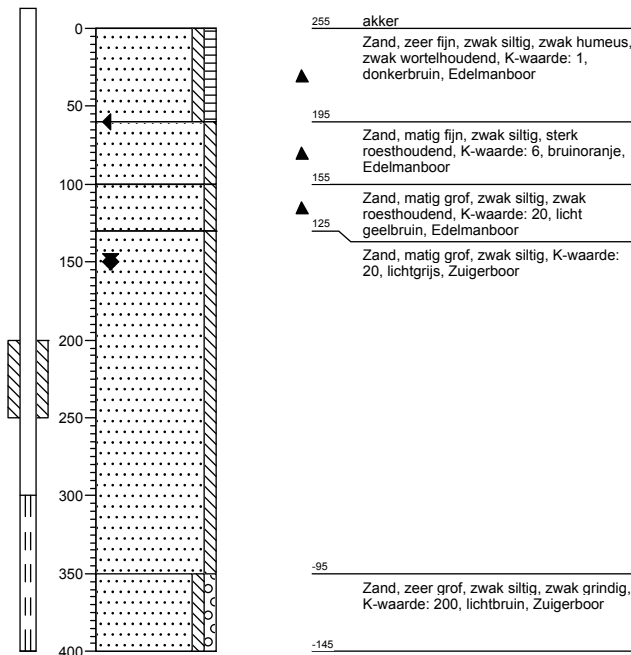 0
50
100
150
200
250
300
350
400
255 akker
Zand, zeer fijn, zwak siltig, zwak humeus,
zwak wortelhoudend, K-waarde: 1,
donkerbruin, Edelmanboor
195
Zand, matig fijn, zwak siltig, sterk
roesthoudend, K-waarde: 6, bruinoranje,
Edelmanboor
155
Zand, matig grof, zwak siltig, zwak
roesthoudend, K-waarde: 20, licht
geelbruin, Edelmanboor
125
Zand, matig grof, zwak siltig, K-waarde:
20, lichtgrijs, Zuigerboor
-95
Zand, zeer grof, zwak siltig, zwak grindig,
K-waarde: 200, lichtbruin, Zuigerboor
-145